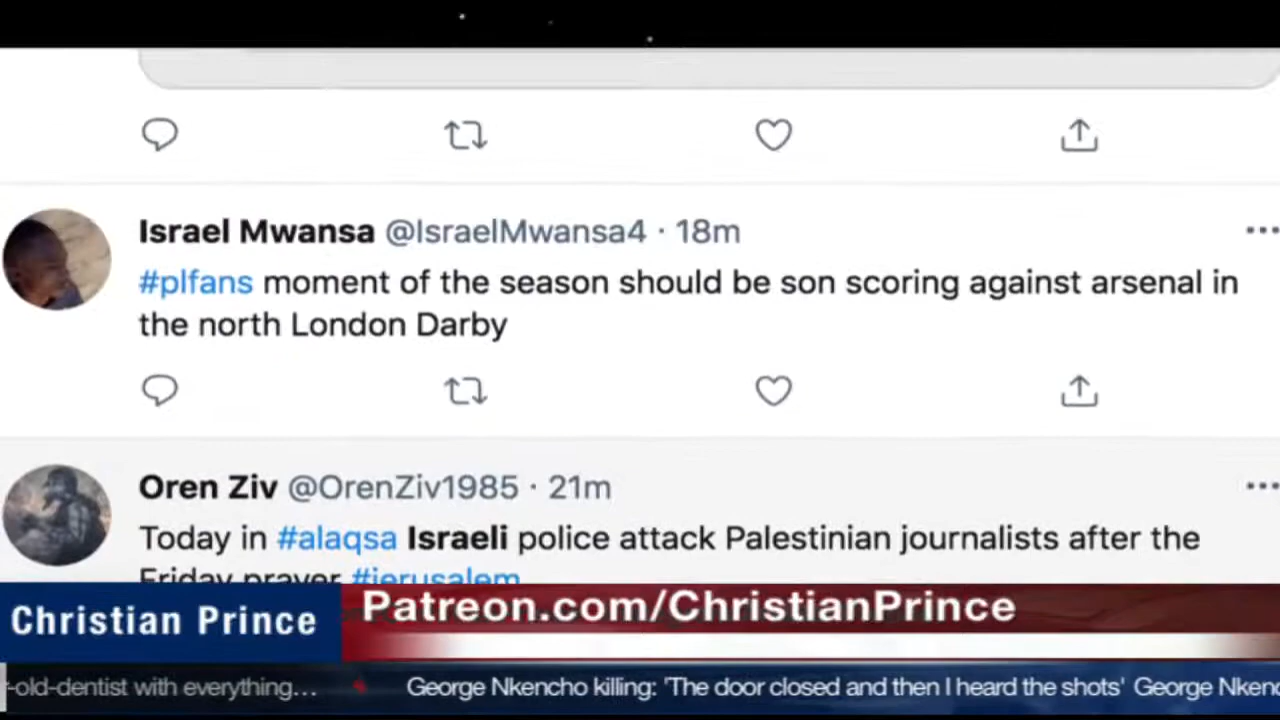 Israel Mwansa @IsraelMwansa4 · 18m
#plfans moment of the season should be son scoring against arsenal in
the north London Darby
Oren Ziv @OrenZiv1985 · 21m
Today in #alaqsa Israeli police attack Palestinian journalists after the
Friday prayer #jerusalem
Christian Prince
Patreon.com/ChristianPrince
-old-dentist with everything... George Nkencho killing: 'The door closed and then I heard the shots' George Nken